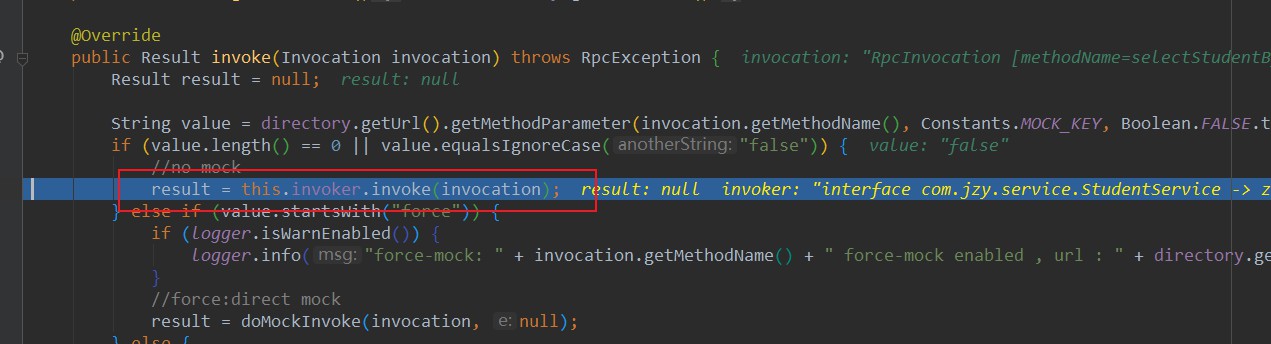 @Override
public Result invoke(Invocation invocation) throws RpcException { invocation: "RpcInvocation [methodName=selectStudentB
Result result = null; result: null
String value = directory.getUrl().getMethodParameter(invocation.getMethodName(), Constants.MOCK_KEY, Boolean.FALSE.t
if (value.length() == 0 || value.equalsIgnoreCase( anotherString: "false")) { value: "false"
//no mock
result = this.invoker.invoke(invocation); result: null invoker: "interface com.jzy.service.StudentService -> z
} else if (value.startsWith("force")) {
if (logger.isWarnEnabled()) {
logger.info( msg: "force-mock: " + invocation.getMethodName() + " force-mock enabled , url : " + directory.ge
}
//force:direct mock
result = doMockInvoke(invocation, e: null);
} else {